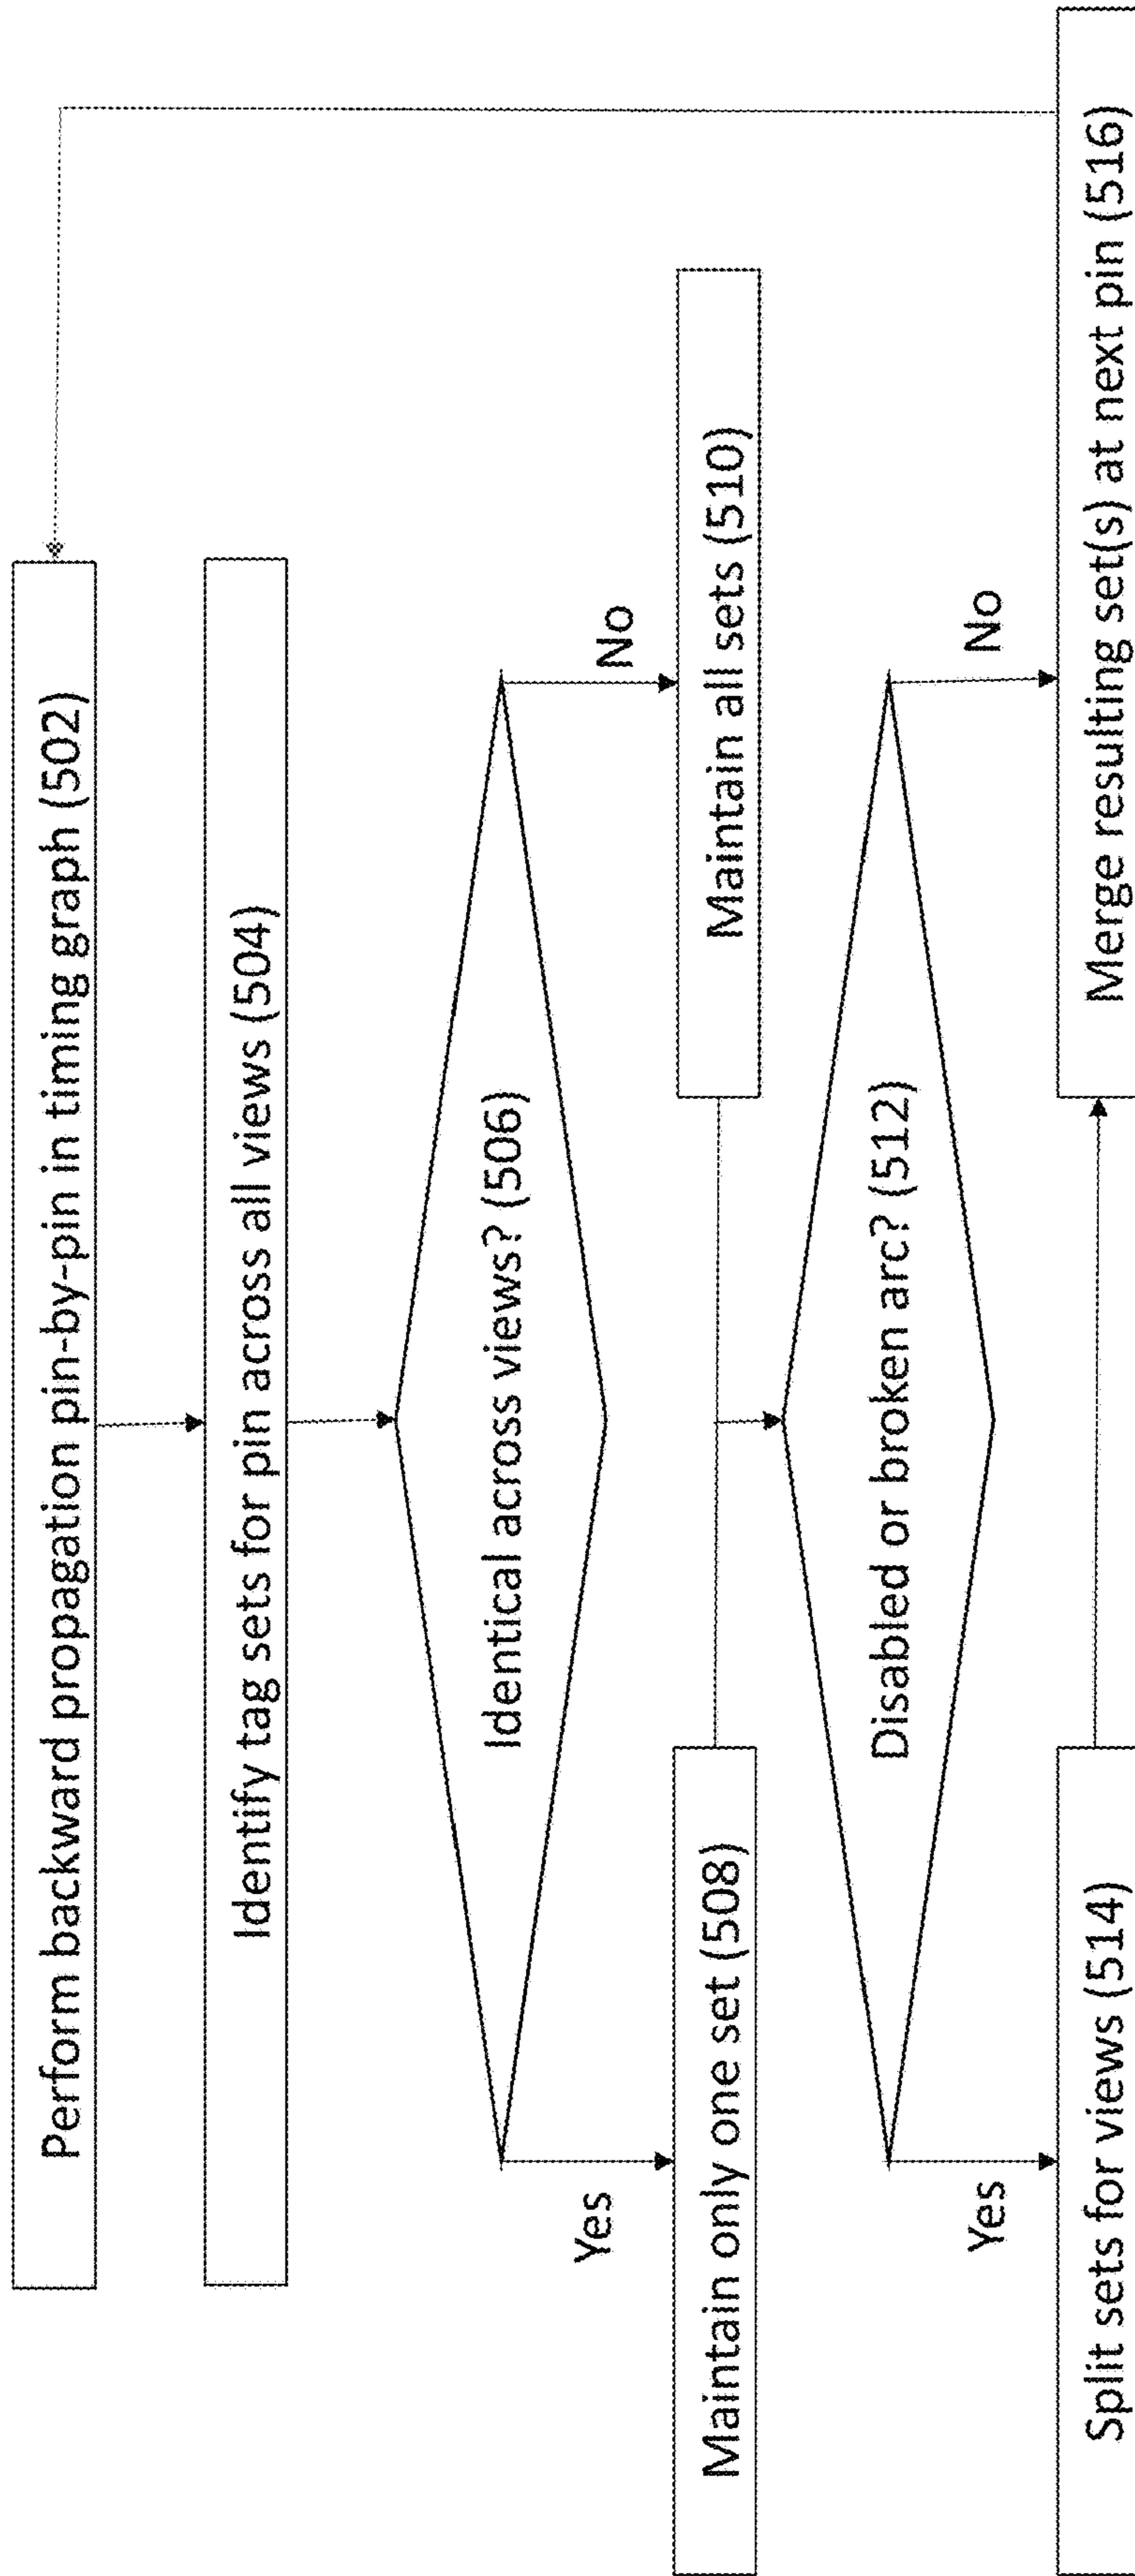 Perform backward propagation pin-by-pin in timing graph (502)
Identify tag sets for pin across all views (504)
Identical across views? (506)
Yes
No
Maintain only one set (508)
Maintain all sets (510)
Disabled or broken arc? (512)
Yes
No
Split sets for views (514)
Merge resulting set(s) at next pin (516)